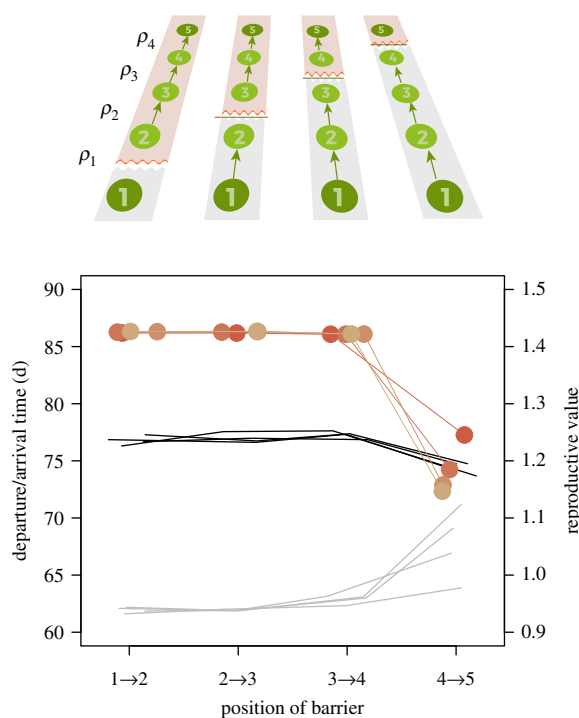 ρ4 5 5 5 5
4 4 4 4
ρ3
3 3 3 3
ρ2
2 2 2 2
ρ1
1 1 1 1
90 1.5
85 1.4
80 1.3
75 1.2
70 1.1
65 1.0
60 0.9
departure/arrival time (d)
reproductive value
1→2 2→3 3→4 4→5
position of barrier